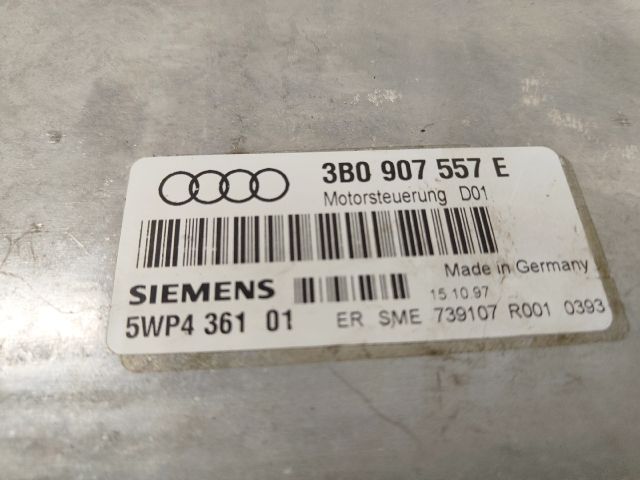 3B0 907 557 E
Motorsteuerung D01
Made in Germany
SIEMENS 15.10.97
5WP4 361 01 ER SME 739107 R001 0393